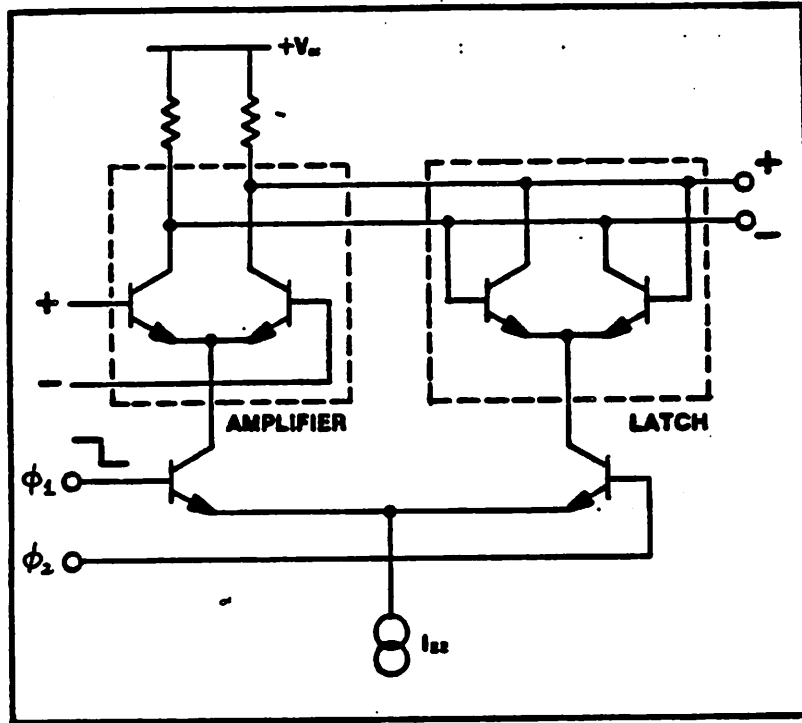 +V
+
−
+
−
AMPLIFIER
LATCH
ϕ1
ϕ2